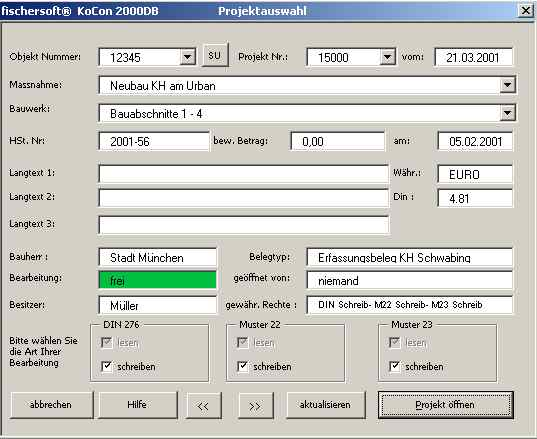 fischersoft® KoCon 2000DB Projektauswahl
Objekt Nummer: 12345 SU Projekt Nr.: 15000 vom: 21.03.2001
Massnahme: Neubau KH am Urban
Bauwerk: Bauabschnitte 1 - 4
HSt. Nr: 2001-56 bew. Betrag: 0,00 am: 05.02.2001
Langtext 1: Währ.: EURO
Langtext 2: Din : 4.81
Langtext 3:
Bauherr : Stadt München Belegtyp: Erfassungsbeleg KH Schwabing
Bearbeitung: frei geöffnet von: niemand
Besitzer: Müller gewähr. Rechte : DIN Schreib- M22 Schreib- M23 Schreib
Bitte wählen Sie
die Art Ihrer
Bearbeitung
DIN 276 Muster 22 Muster 23
lesen lesen lesen
schreiben schreiben schreiben
abbrechen Hilfe << >> aktualisieren Projekt öffnen